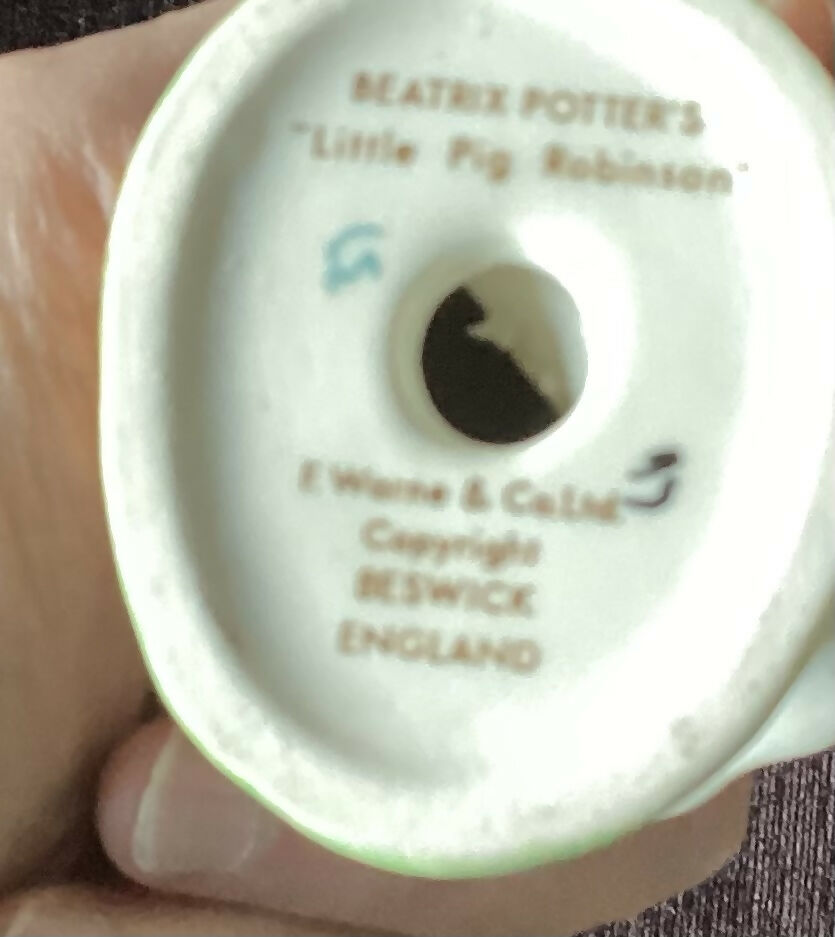 BEATRIX POTTER'S
"Little Pig Robinson"
F. Warne & Co.Ltd.
Copyright
BESWICK
ENGLAND